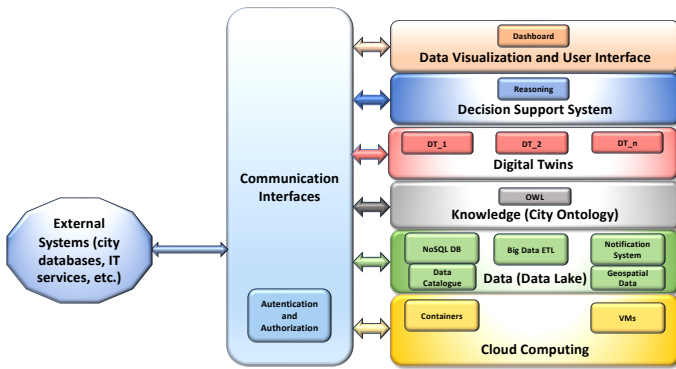 External
Systems (city
databases, IT
services, etc.)
Communication
Interfaces
Autentication
and
Authorization
Dashboard
Data Visualization and User Interface
Reasoning
Decision Support System
DT_1
DT_2
DT_n
Digital Twins
OWL
Knowledge (City Ontology)
NoSQL DB
Big Data ETL
Notification
System
Data
Catalogue
Data (Data Lake)
Geospatial
Data
Containers
VMs
Cloud Computing